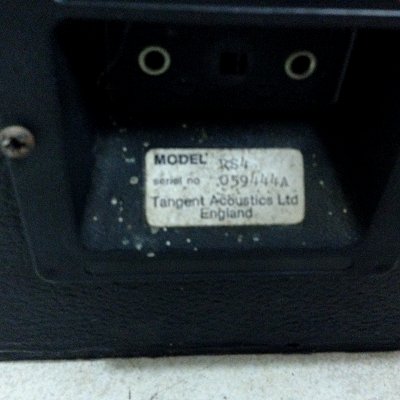 MODEL RS4
serial no 059444A
Tangent Acoustics Ltd
England